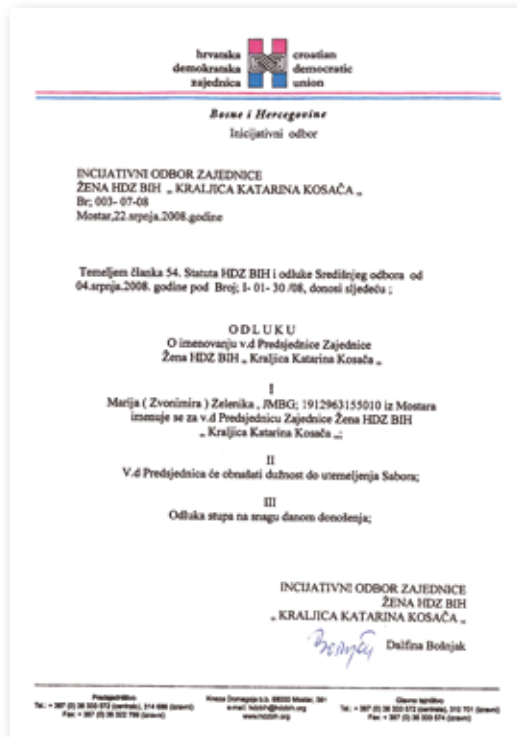 hrvatska
demokratska
zajednica
croatian
democratic
union
Bosne i Hercegovine
Inicijativni odbor
INCIJATIVNI ODBOR ZAJEDNICE
ŽENA HDZ BIH „ KRALJICA KATARINA KOSAČA „
Br; 003- 07-08
Mostar,22.srpnja.2008.godine
Temeljem članka 54. Statuta HDZ BIH i odluke Središnjeg odbora od
04.srpnja.2008. godine pod Broj; I- 01- 30 /08, donosi sljedeću ;
O D L U K U
O imenovanju v.d Predsjednice Zajednice
Žena HDZ BIH „ Kraljica Katarina Kosača „
I
Marija ( Zvonimira ) Zelenika , JMBG; 1912963155010 iz Mostara
imenuje se za v.d Predsjednicu Zajednice Žena HDZ BIH
„ Kraljica Katarina Kosača „;
II
V.d Predsjednica će obnašati dužnost do utemeljenja Sabora;
III
Odluka stupa na snagu danom donošenja;
INCIJATIVNI ODBOR ZAJEDNICE
ŽENA HDZ BIH
„ KRALJICA KATARINA KOSAČA „
Dalfina Bošnjak
Predsjedništvo